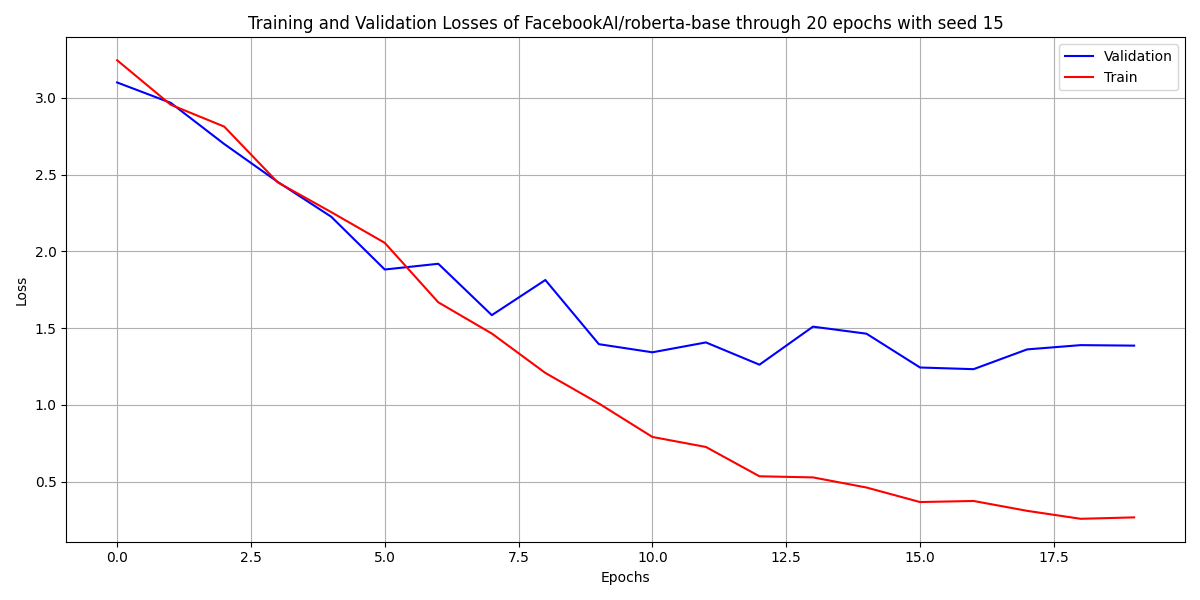 Training and Validation Losses of FacebookAI/roberta-base through 20 epochs with seed 15
Validation
Train
3.0
2.5
2.0
1.5
1.0
0.5
Loss
0.0 2.5 5.0 7.5 10.0 12.5 15.0 17.5
Epochs